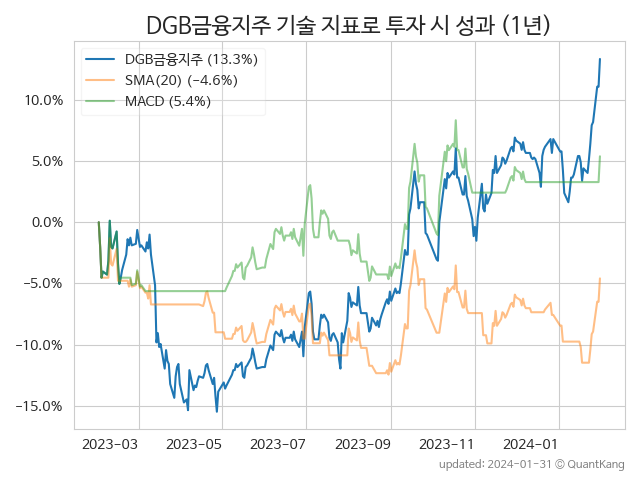 DGB금융지주 기술 지표로 투자 시 성과 (1년)
DGB금융지주 (13.3%)
SMA(20) (−4.6%)
MACD (5.4%)
10.0%
5.0%
0.0%
−5.0%
−10.0%
−15.0%
2023-03 2023-05 2023-07 2023-09 2023-11 2024-01
updated: 2024-01-31 © QuantKang